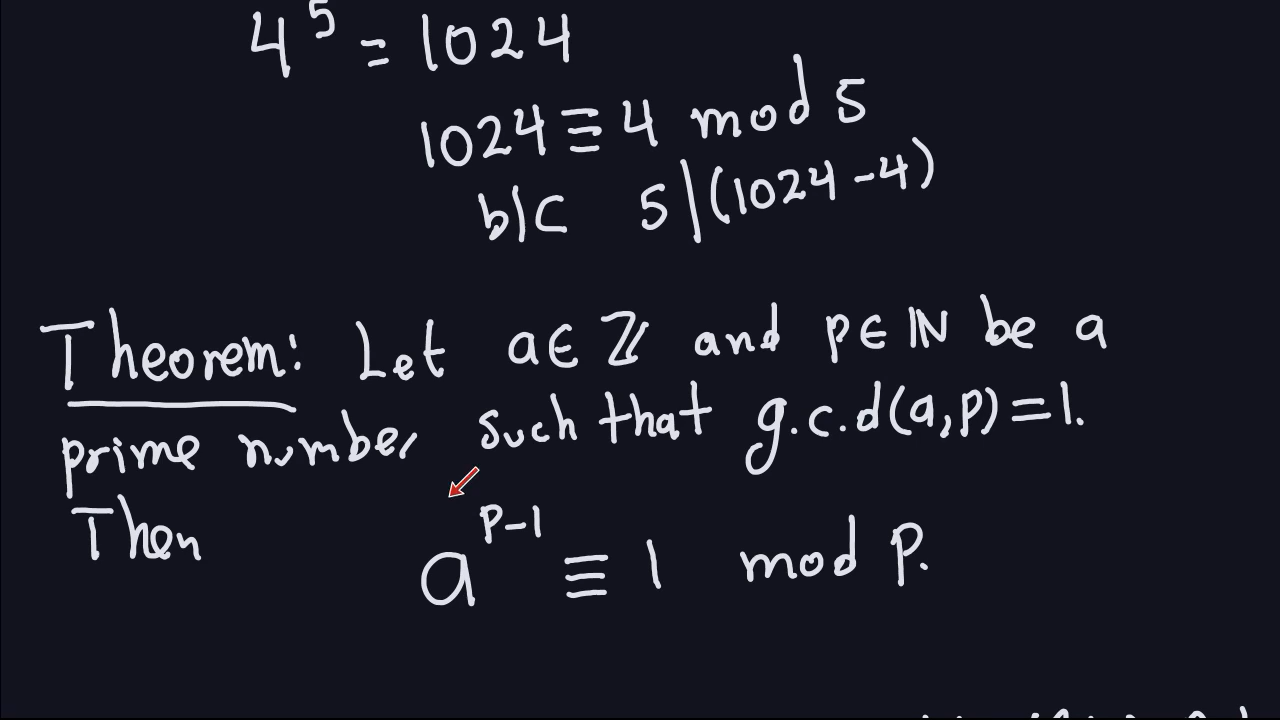 4^5 = 1024
1024 ≡ 4 mod 5
b/c 5|(1024-4)
Theorem: Let a∈ℤ and p∈ℕ be a
prime number such that g.c.d(a,p)=1.
Then
a^{p-1} ≡ 1 mod p.